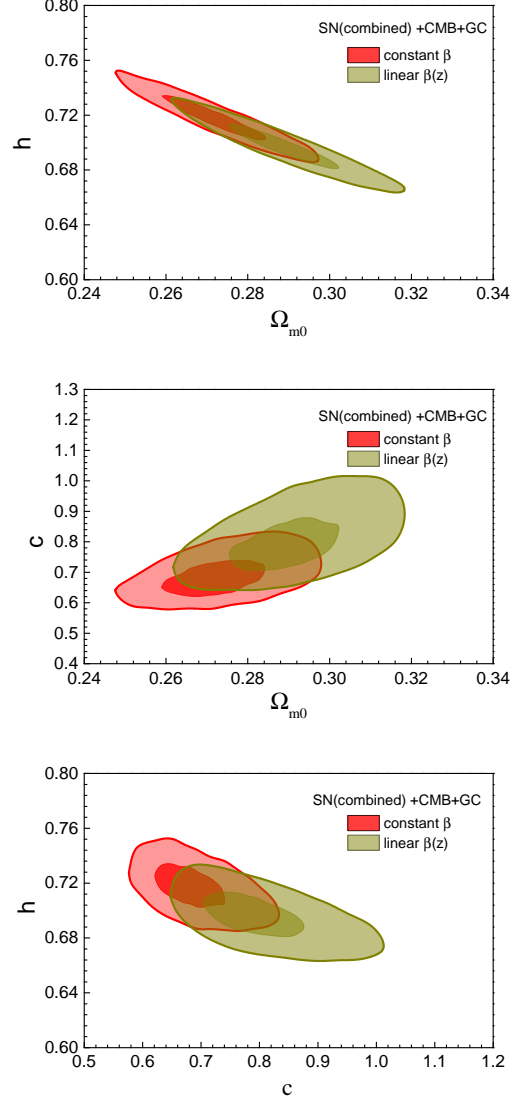 0.80
SN(combined) +CMB+GC
constant β
linear β(z)
0.76
0.72
h
0.68
0.64
0.60
0.24 0.26 0.28 0.30 0.32 0.34
Ωm0
1.3
SN(combined) +CMB+GC
1.2
constant β
1.1
linear β(z)
1.0
0.9
c
0.8
0.7
0.6
0.5
0.4
0.24 0.26 0.28 0.30 0.32 0.34
Ωm0
0.80
SN(combined) +CMB+GC
constant β
0.76
linear β(z)
0.72
h
0.68
0.64
0.60
0.5 0.6 0.7 0.8 0.9 1.0 1.1 1.2
c